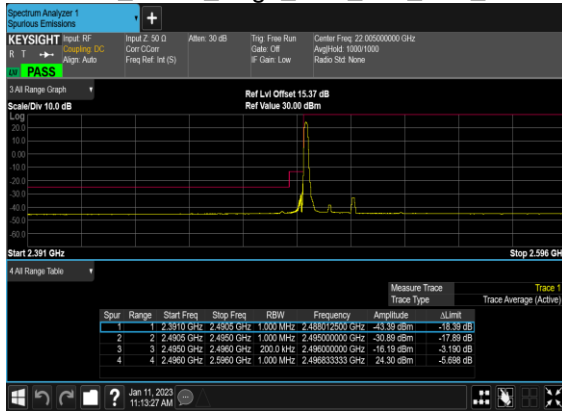 Spectrum Analyzer 1
Spurious Emissions
+
KEYSIGHT Input: RF Input Z: 50 Ω Atten: 30 dB Trig: Free Run Center Freq: 22.005000000 GHz
R T Coupling: DC Corr CCorr Gate: Off Avg|Hold: 1000/1000
Align: Auto Freq Ref: Int (S) IF Gain: Low Radio Std: None
PASS
3 All Range Graph
Ref Lvl Offset 15.37 dB
Scale/Div 10.0 dB Ref Value 30.00 dBm
Log
20.0
10.0
0.00
-10.0
-20.0
-30.0
-40.0
-50.0
-60.0
Start 2.391 GHz Stop 2.596 GHz
4 All Range Table
Measure Trace Trace 1
Trace Type Trace Average (Active)
Spur Range Start Freq Stop Freq RBW Frequency Amplitude ΔLimit
1 1 2.3910 GHz 2.4905 GHz 1.000 MHz 2.488012500 GHz -43.39 dBm -18.39 dB
2 2 2.4905 GHz 2.4950 GHz 1.000 MHz 2.495000000 GHz -30.89 dBm -17.89 dB
3 3 2.4950 GHz 2.4960 GHz 200.0 kHz 2.496000000 GHz -16.19 dBm -3.190 dB
4 4 2.4960 GHz 2.5960 GHz 1.000 MHz 2.496833333 GHz 24.30 dBm -5.698 dB
? Jan 11, 2023
11:13:27 AM